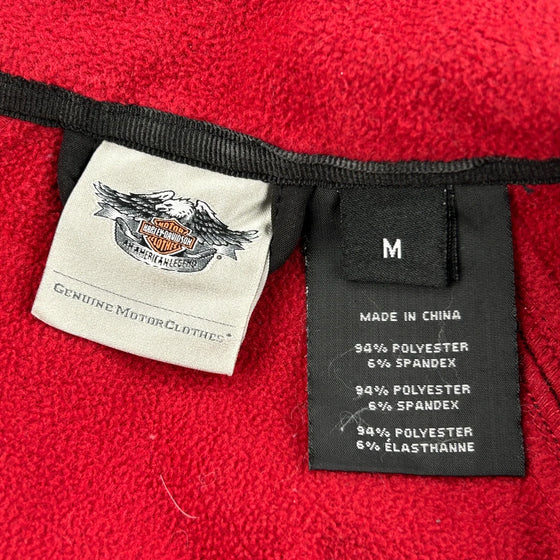 MOTOR
HARLEY-DAVIDSON
CLOTHES
AN AMERICAN LEGEND
GENUINE MOTORCLOTHES
M
MADE IN CHINA
94% POLYESTER
6% SPANDEX
94% POLYESTER
6% SPANDEX
94% POLYESTER
6% ÉLASTHANNE